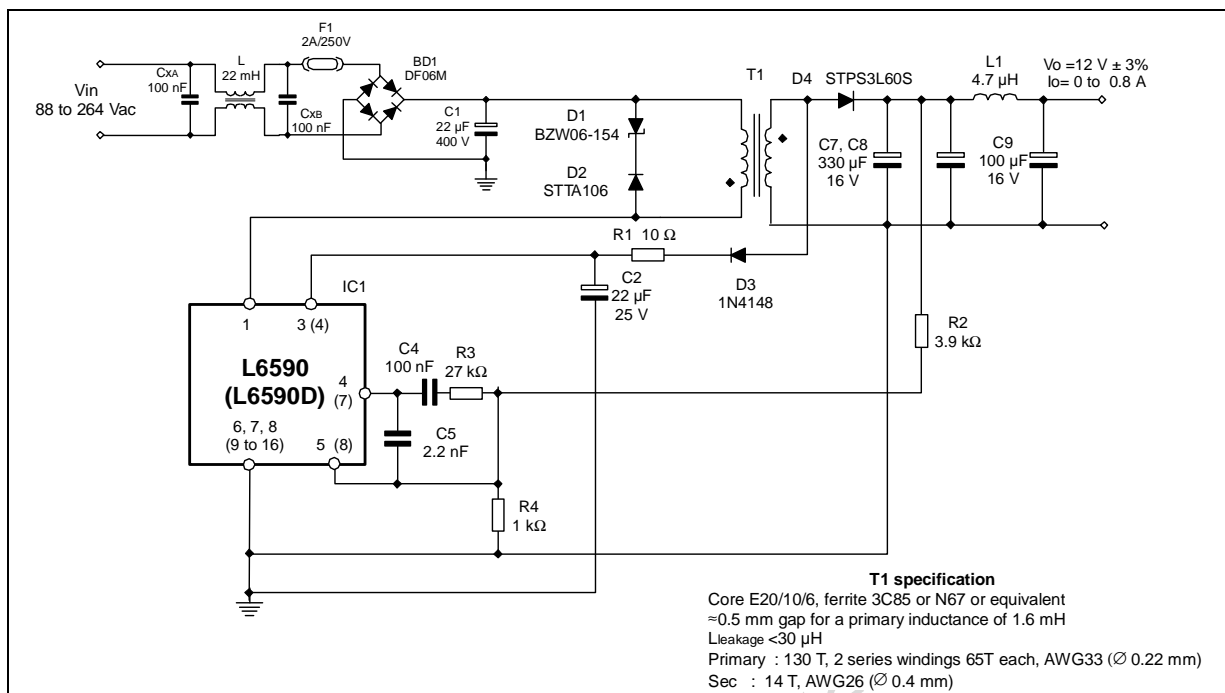 F1
2A/250V
L
22 mH
BD1
DF06M
CxA
100 nF
Vin
88 to 264 Vac
CxB
100 nF
C1
22 µF
400 V
D1
BZW06-154
D2
STTA106
T1
D4 STPS3L60S
L1
4.7 µH
Vo =12 V ± 3%
Io= 0 to 0.8 A
C7, C8
330 µF
16 V
C9
100 µF
16 V
R1 10 Ω
D3
1N4148
C2
22 µF
25 V
R2
3.9 kΩ
IC1
1
3 (4)
L6590
(L6590D)
4
(7)
6, 7, 8
(9 to 16)
5 (8)
C4
100 nF
R3
27 kΩ
C5
2.2 nF
R4
1 kΩ
T1 specification
Core E20/10/6, ferrite 3C85 or N67 or equivalent
≈0.5 mm gap for a primary inductance of 1.6 mH
Lleakage <30 µH
Primary : 130 T, 2 series windings 65T each, AWG33 (∅ 0.22 mm)
Sec : 14 T, AWG26 (∅ 0.4 mm)